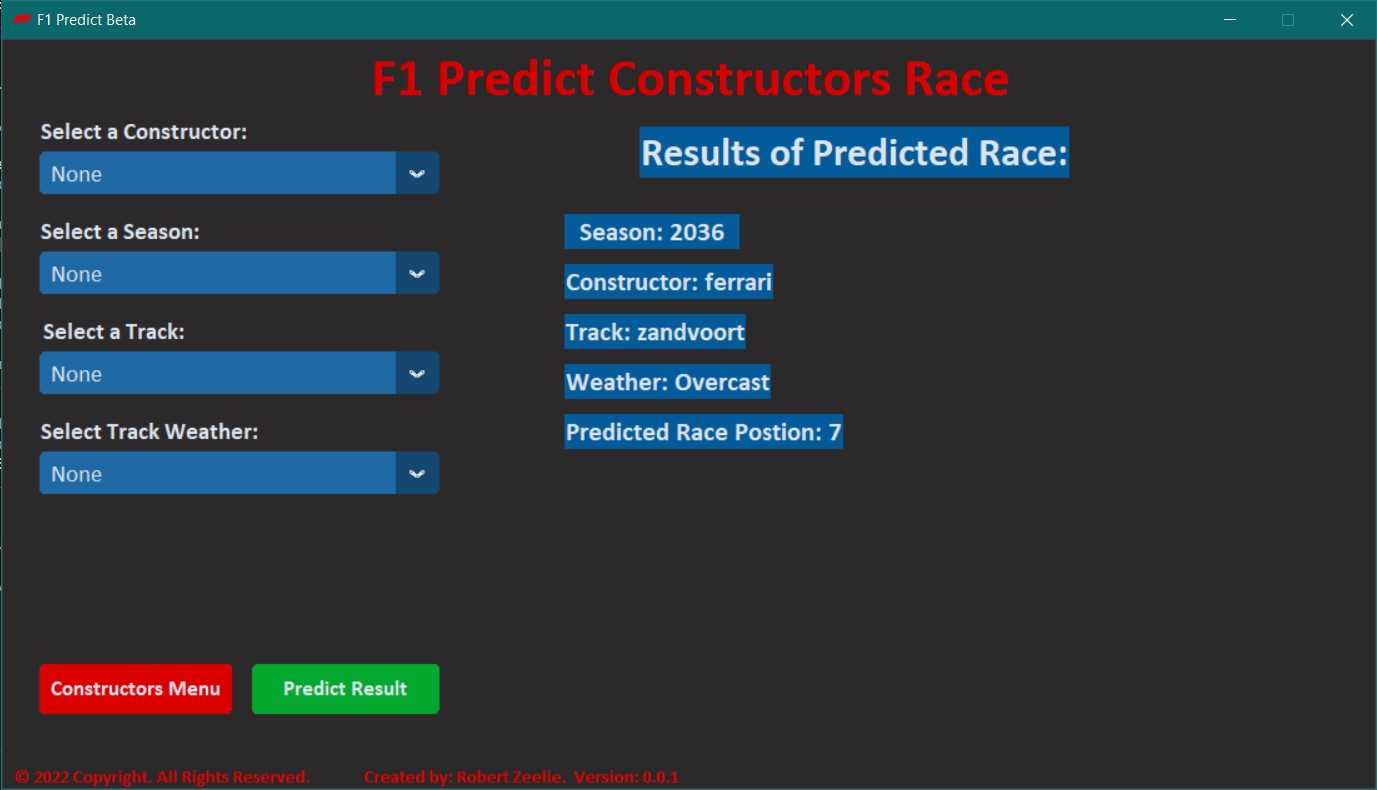 F1 Predict Beta
F1 Predict Constructors Race
Select a Constructor:
None
Select a Season:
None
Select a Track:
None
Select Track Weather:
None
Results of Predicted Race:
Season: 2036
Constructor: ferrari
Track: zandvoort
Weather: Overcast
Predicted Race Postion: 7
Constructors Menu
Predict Result
© 2022 Copyright. All Rights Reserved.
Created by: Robert Zeelie. Version: 0.0.1